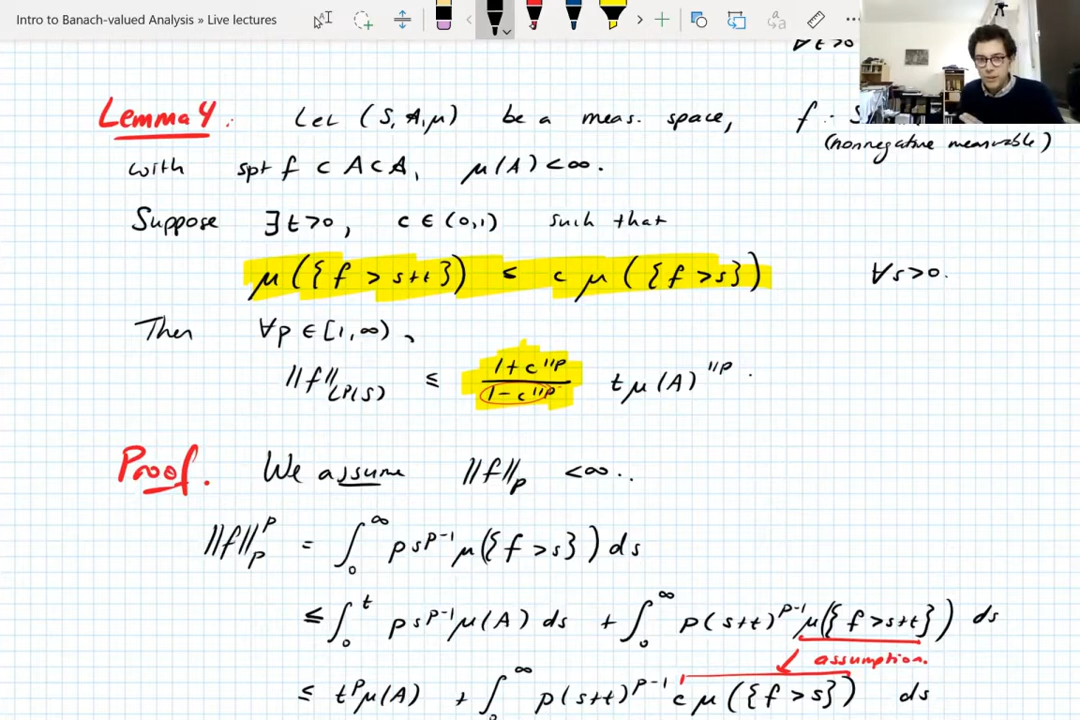 Intro to Banach-valued Analysis » Live lectures
∀t>0
Lemma 4 : Let (S, 𝒜, μ) be a meas. space, f : S
(nonnegative measurable)
with spt f ⊂ A ⊂ 𝒜, μ(A) < ∞.
Suppose ∃t>0, c ∈ (0,1) such that
μ({f > s+t}) ≤ c μ({f > s}) ∀s>0.
Then ∀p ∈ [1, ∞),
‖f‖_{L^p(S)} ≤ (1+c^{1/p})/(1-c^{1/p}) t μ(A)^{1/p}.
Proof. We assume ‖f‖_p < ∞..
‖f‖_p^p = ∫_0^∞ p s^{p-1} μ({f > s}) ds
≤ ∫_0^t p s^{p-1} μ(A) ds + ∫_0^∞ p(s+t)^{p-1} μ({f > s+t}) ds
assumption.
≤ t^p μ(A) + ∫_0^∞ p(s+t)^{p-1} c μ({f > s}) ds